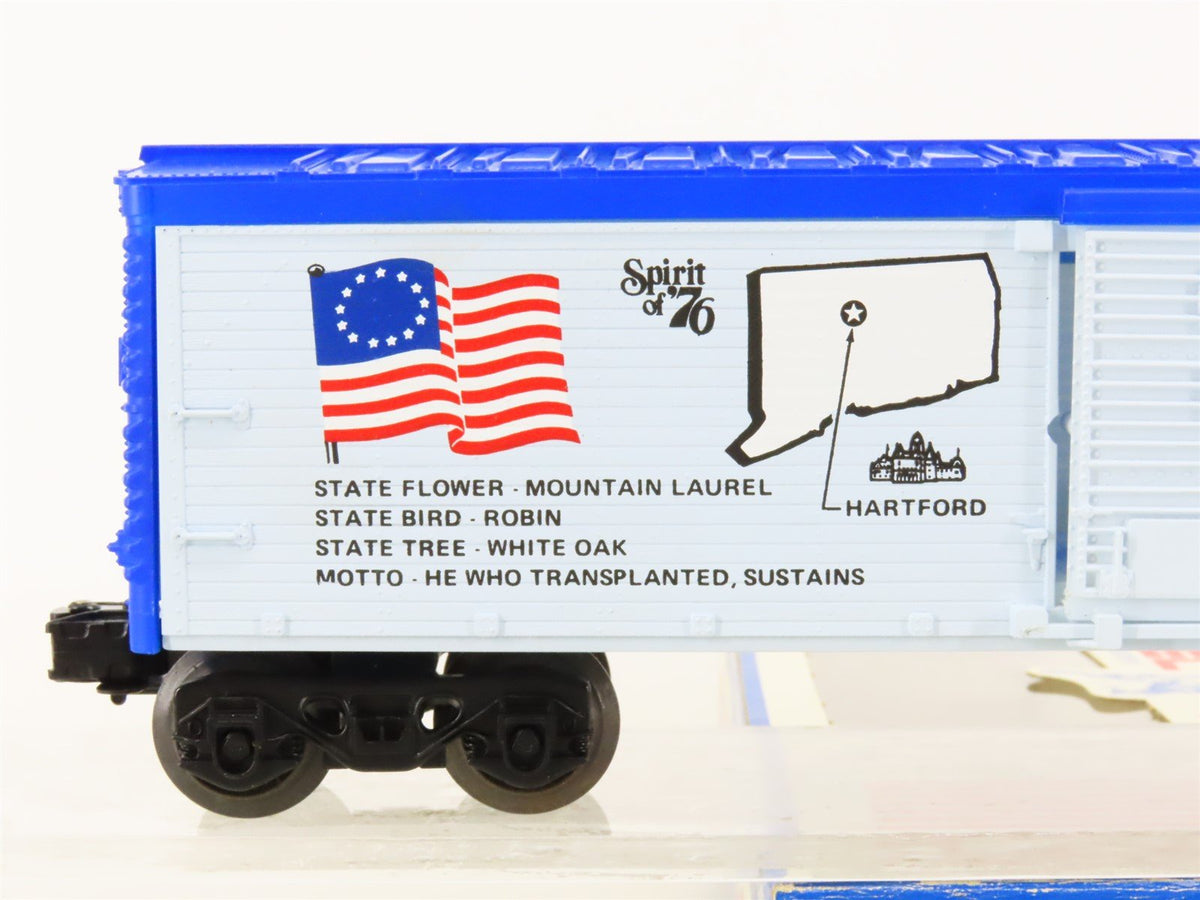 Spirit
of '76
STATE FLOWER - MOUNTAIN LAUREL
STATE BIRD - ROBIN
STATE TREE - WHITE OAK
MOTTO - HE WHO TRANSPLANTED, SUSTAINS
HARTFORD